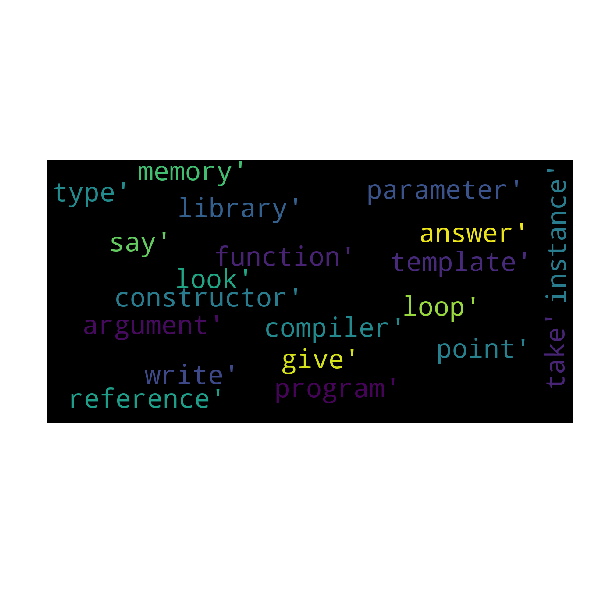 memory'
type'
parameter'
library'
instance'
answer'
say'
function'
template'
look'
constructor'
loop'
argument'
compiler'
point'
take'
give'
write'
program'
reference'